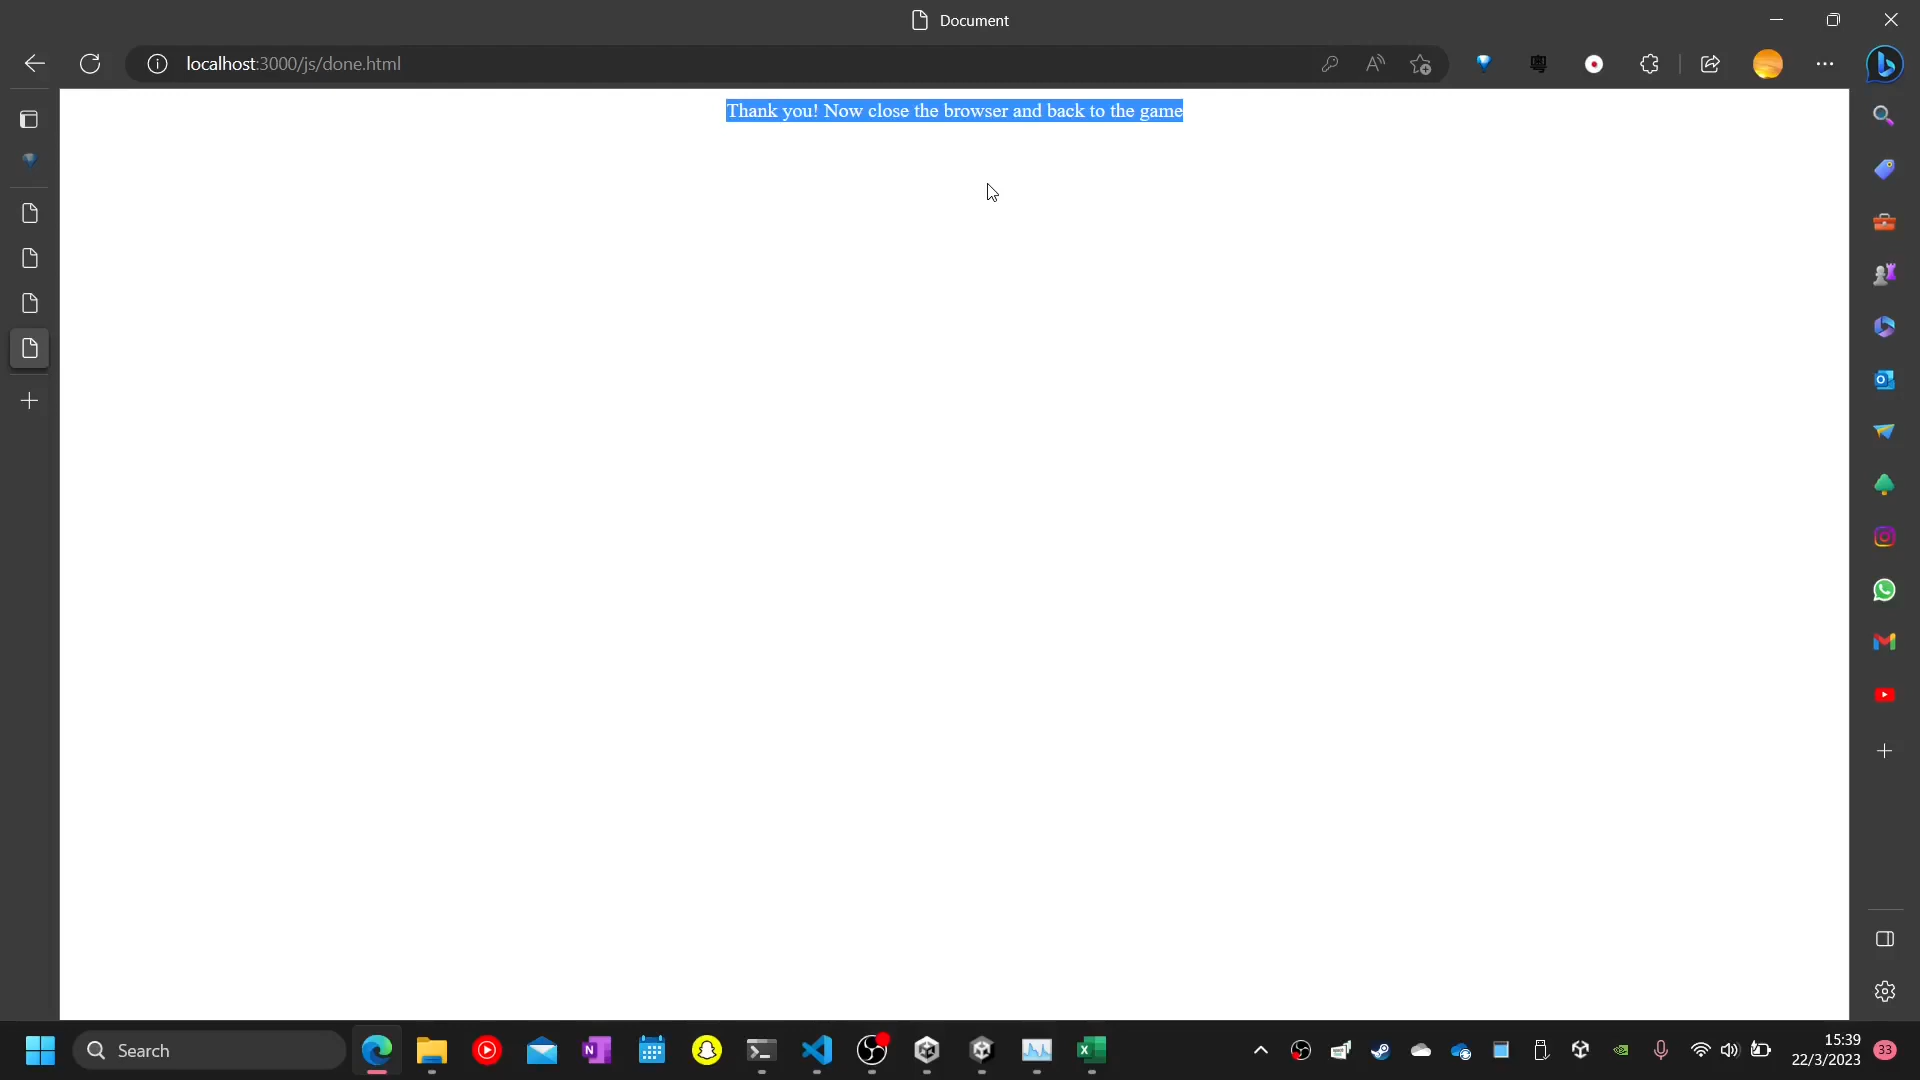 Document
localhost:3000/js/done.html
Thank you! Now close the browser and back to the game
Search
15:39
22/3/2023
33